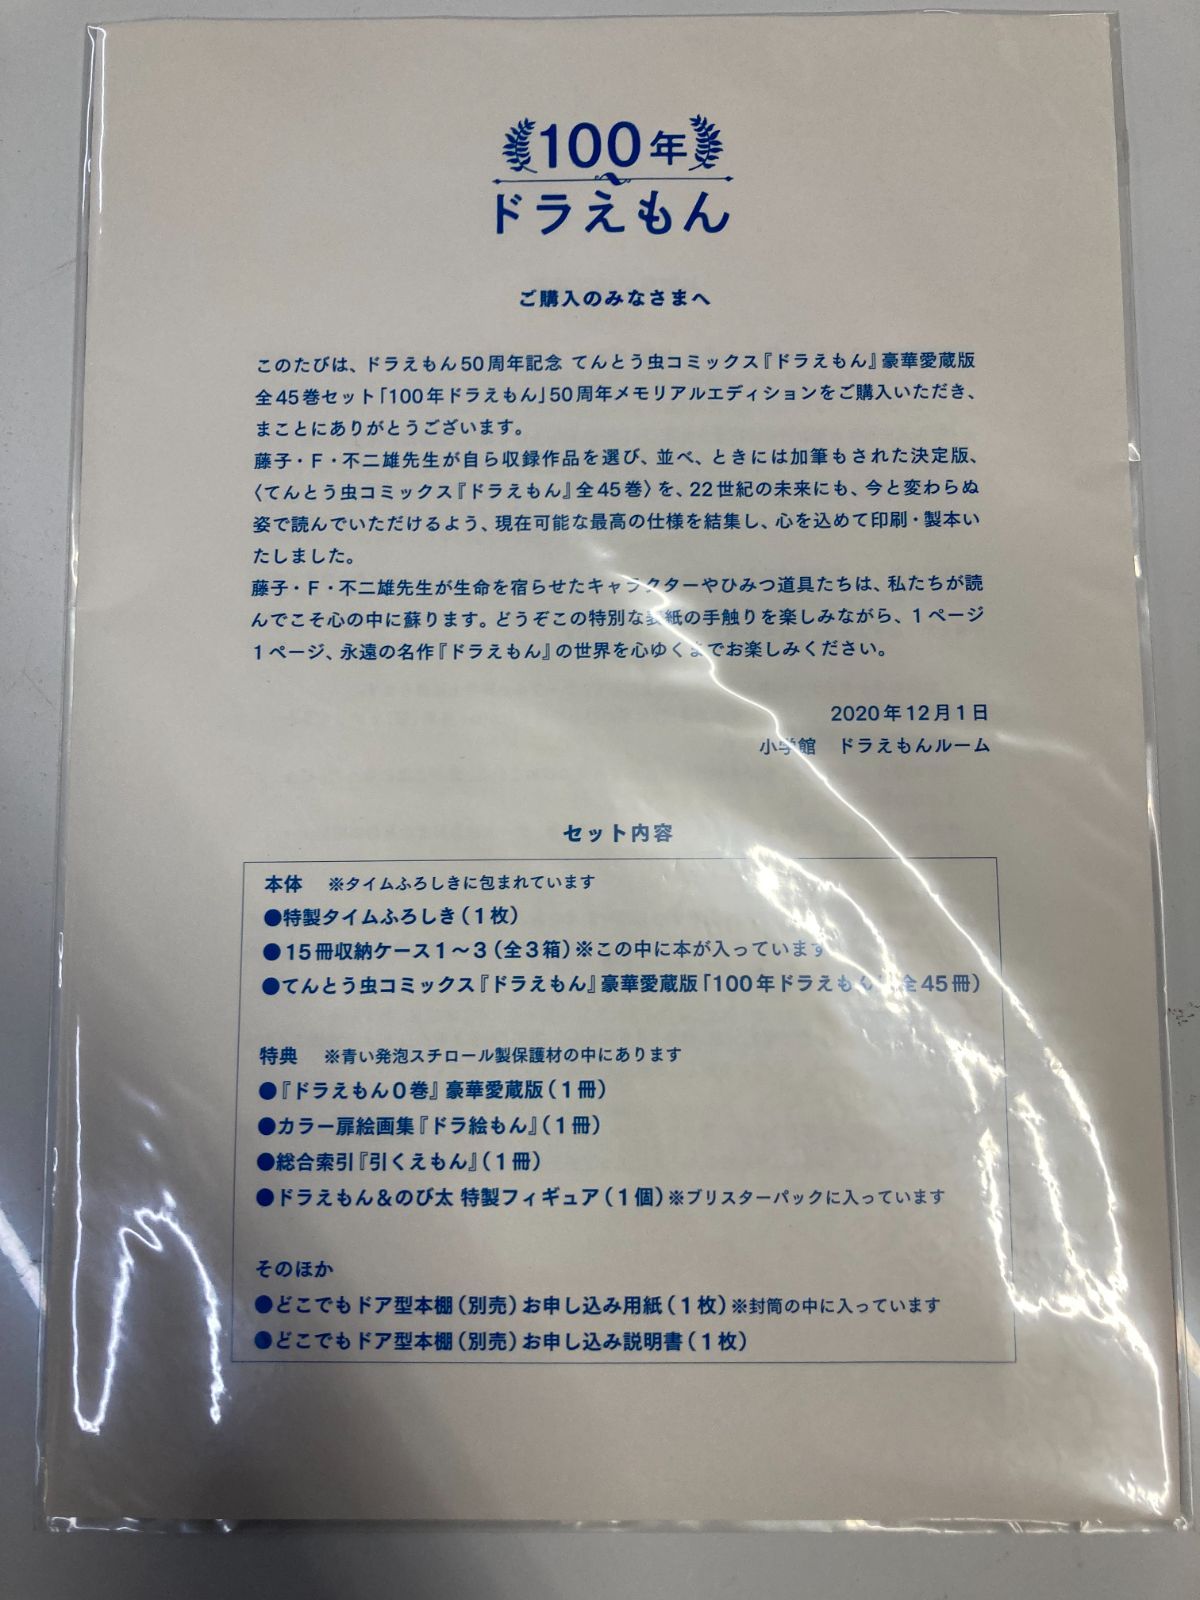 100年
ドラえもん
ご購入のみなさまへ
このたびは、ドラえもん50周年記念 てんとう虫コミックス『ドラえもん』豪華愛蔵版
全45巻セット「100年ドラえもん」50周年メモリアルエディションをご購入いただき、
まことにありがとうございます。
藤子・F・不二雄先生が自ら収録作品を選び、並べ、ときには加筆もされた決定版、
〈てんとう虫コミックス『ドラえもん』全45巻〉を、22世紀の未来にも、今と変わらぬ
姿で読んでいただけるよう、現在可能な最高の仕様を結集し、心を込めて印刷・製本い
たしました。
藤子・F・不二雄先生が生命を宿らせたキャラクターやひみつ道具たちは、私たちが読
んでこそ心の中に蘇ります。どうぞこの特別な表紙の手触りを楽しみながら、1ページ
1ページ、永遠の名作『ドラえもん』の世界を心ゆくまでお楽しみください。
2020年12月1日
小学館 ドラえもんルーム
セット内容
本体 ※タイムふろしきに包まれています
●特製タイムふろしき(1枚)
●15冊収納ケース1〜3(全3箱)※この中に本が入っています
●てんとう虫コミックス『ドラえもん』豪華愛蔵版「100年ドラえもん」(全45冊)
特典 ※青い発泡スチロール製保護材の中にあります
●『ドラえもん0巻』豪華愛蔵版(1冊)
●カラー扉絵画集『ドラ絵もん』(1冊)
●総合索引『引くえもん』(1冊)
●ドラえもん&のび太 特製フィギュア(1個)※ブリスターパックに入っています
そのほか
●どこでもドア型本棚(別売)お申し込み用紙(1枚)※封筒の中に入っています
●どこでもドア型本棚(別売)お申し込み説明書(1枚)